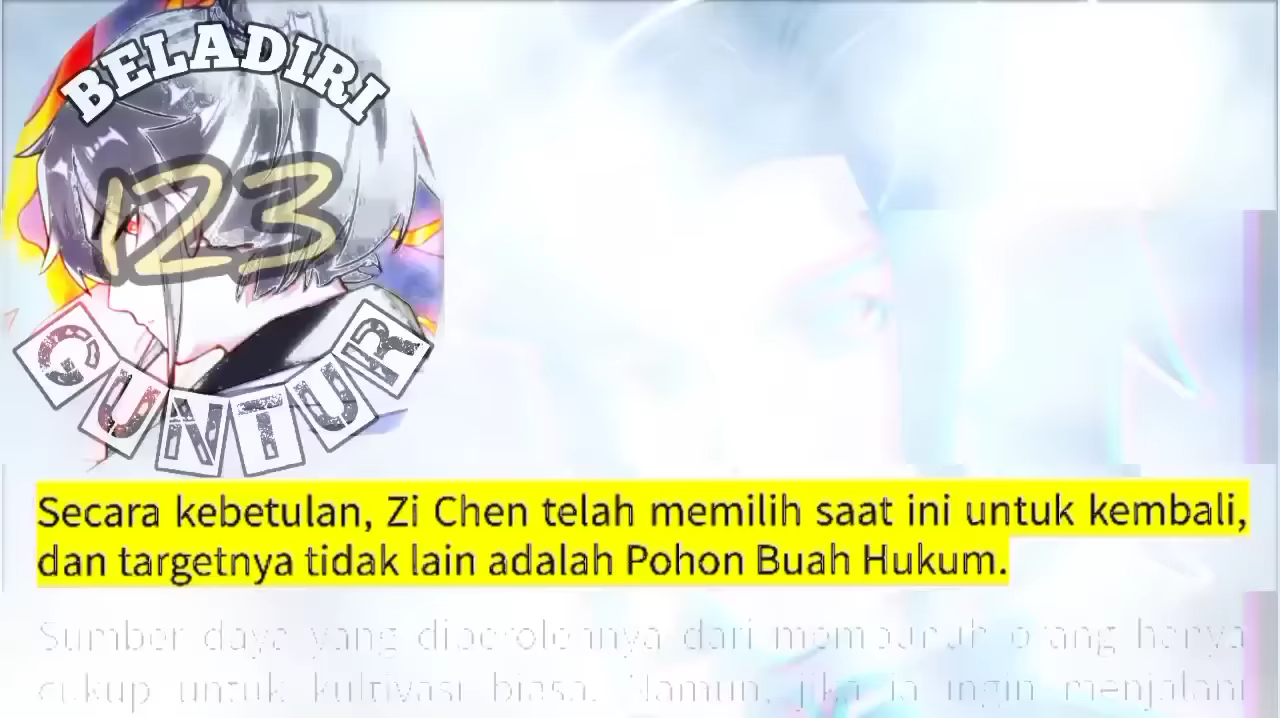 BELADIRI
123
GUNTUR
Secara kebetulan, Zi Chen telah memilih saat ini untuk kembali,
dan targetnya tidak lain adalah Pohon Buah Hukum.
Sumber daya yang diperolehnya dari membunuh orang hanya
cukup untuk kultivasi biasa. Namun, jika ia ingin menjalani